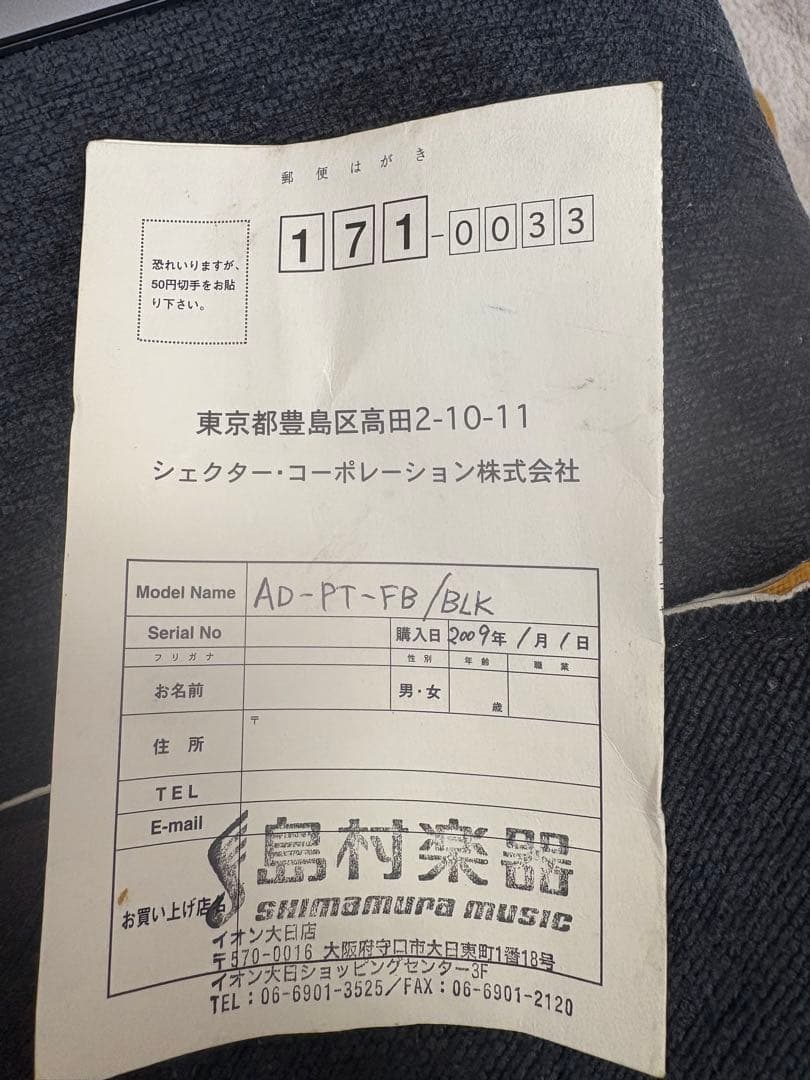 郵便はがき
171-0033
恐れいりますが、
50円切手をお貼
り下さい。
東京都豊島区高田2-10-11
シェクター・コーポレーション株式会社
Model Name AD-PT-FB/BLK
Serial No 購入日 2009年1月1日
フリガナ 性別 年齢 職業
お名前 男・女 歳
住所 〒
TEL
E-mail
島村楽器
お買い上げ店名 SHIMAMURA MUSIC
イオン大日店
〒570-0016 大阪府守口市大日東町1番18号
イオン大日ショッピングセンター3F
TEL:06-6901-3525/FAX:06-6901-2120